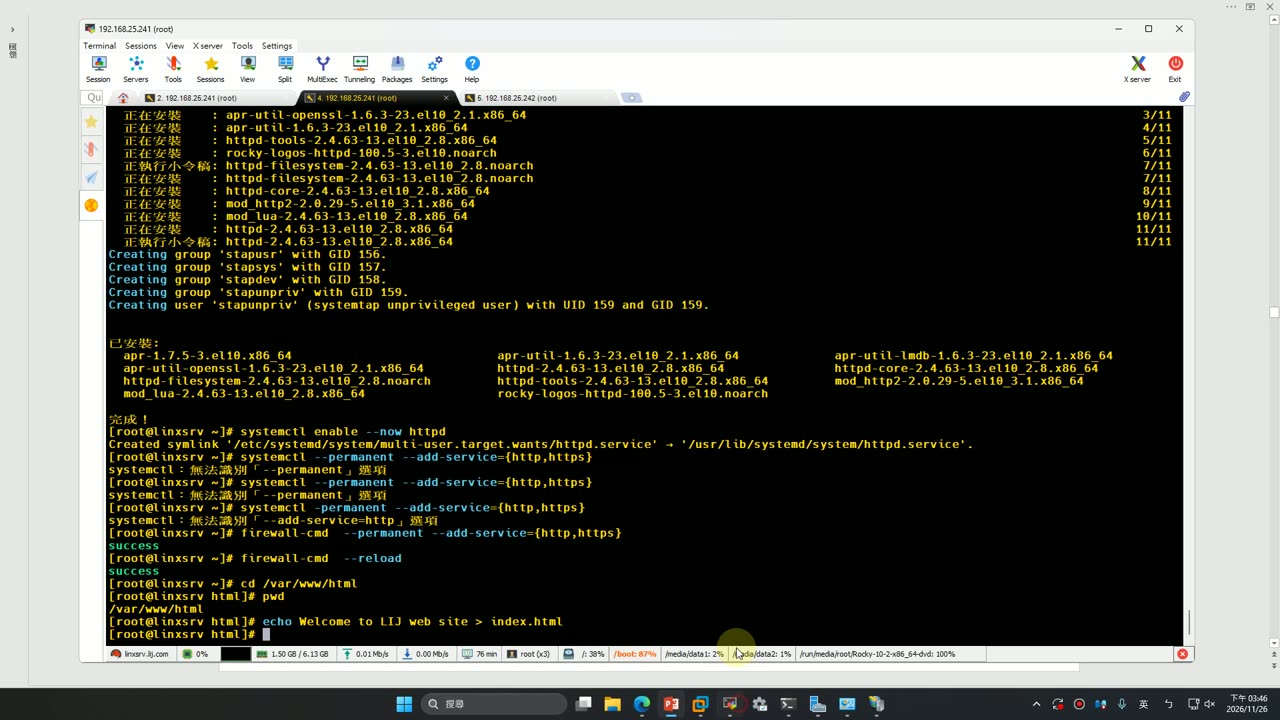 192.168.25.241 (root)
Terminal Sessions View X server Tools Settings
Session Servers Tools Sessions View Split MultiExec Tunneling Packages Settings Help X server Exit
Qu 2. 192.168.25.241 (root) 4. 192.168.25.241 (root) 5. 192.168.25.242 (root)
正在安裝 : apr-util-openssl-1.6.3-23.el10_2.1.x86_64 3/11
正在安裝 : apr-util-1.6.3-23.el10_2.1.x86_64 4/11
正在安裝 : httpd-tools-2.4.63-13.el10_2.8.x86_64 5/11
正在安裝 : rocky-logos-httpd-100.5-3.el10.noarch 6/11
正執行小令稿: httpd-filesystem-2.4.63-13.el10_2.8.noarch 7/11
正在安裝 : httpd-filesystem-2.4.63-13.el10_2.8.noarch 7/11
正在安裝 : httpd-core-2.4.63-13.el10_2.8.x86_64 8/11
正在安裝 : mod_http2-2.0.29-5.el10_3.1.x86_64 9/11
正在安裝 : mod_lua-2.4.63-13.el10_2.8.x86_64 10/11
正在安裝 : httpd-2.4.63-13.el10_2.8.x86_64 11/11
正執行小令稿: httpd-2.4.63-13.el10_2.8.x86_64 11/11
Creating group 'stapusr' with GID 156.
Creating group 'stapsys' with GID 157.
Creating group 'stapdev' with GID 158.
Creating group 'stapunpriv' with GID 159.
Creating user 'stapunpriv' (systemtap unprivileged user) with UID 159 and GID 159.
已安裝:
apr-1.7.5-3.el10.x86_64 apr-util-1.6.3-23.el10_2.1.x86_64 apr-util-lmdb-1.6.3-23.el10_2.1.x86_64
apr-util-openssl-1.6.3-23.el10_2.1.x86_64 httpd-2.4.63-13.el10_2.8.x86_64 httpd-core-2.4.63-13.el10_2.8.x86_64
httpd-filesystem-2.4.63-13.el10_2.8.noarch httpd-tools-2.4.63-13.el10_2.8.x86_64 mod_http2-2.0.29-5.el10_3.1.x86_64
mod_lua-2.4.63-13.el10_2.8.x86_64 rocky-logos-httpd-100.5-3.el10.noarch
完成！
[root@linxsrv ~]# systemctl enable --now httpd
Created symlink '/etc/systemd/system/multi-user.target.wants/httpd.service' → '/usr/lib/systemd/system/httpd.service'.
[root@linxsrv ~]# systemctl --permanent --add-service={http,https}
systemctl：無法識別「--permanent」選項
[root@linxsrv ~]# systemctl --permanent --add-service={http,https}
systemctl：無法識別「--permanent」選項
[root@linxsrv ~]# systemctl -permanent --add-service={http,https}
systemctl：無法識別「--add-service=http」選項
[root@linxsrv ~]# firewall-cmd  --permanent --add-service={http,https}
success
[root@linxsrv ~]# firewall-cmd  --reload
success
[root@linxsrv ~]# cd /var/www/html
[root@linxsrv html]# pwd
/var/www/html
[root@linxsrv html]# echo Welcome to LIJ web site > index.html
[root@linxsrv html]#
linxsrv.lij.com 0% 1.50 GB / 6.13 GB 0.01 Mb/s 0.00 Mb/s 76 min root (x3) /: 38% /boot: 87% /media/data1: 2% /media/data2: 1% /run/media/root/Rocky-10-2-x86_64-dvd: 100%
搜尋 英 下午 03:46
2026/11/26